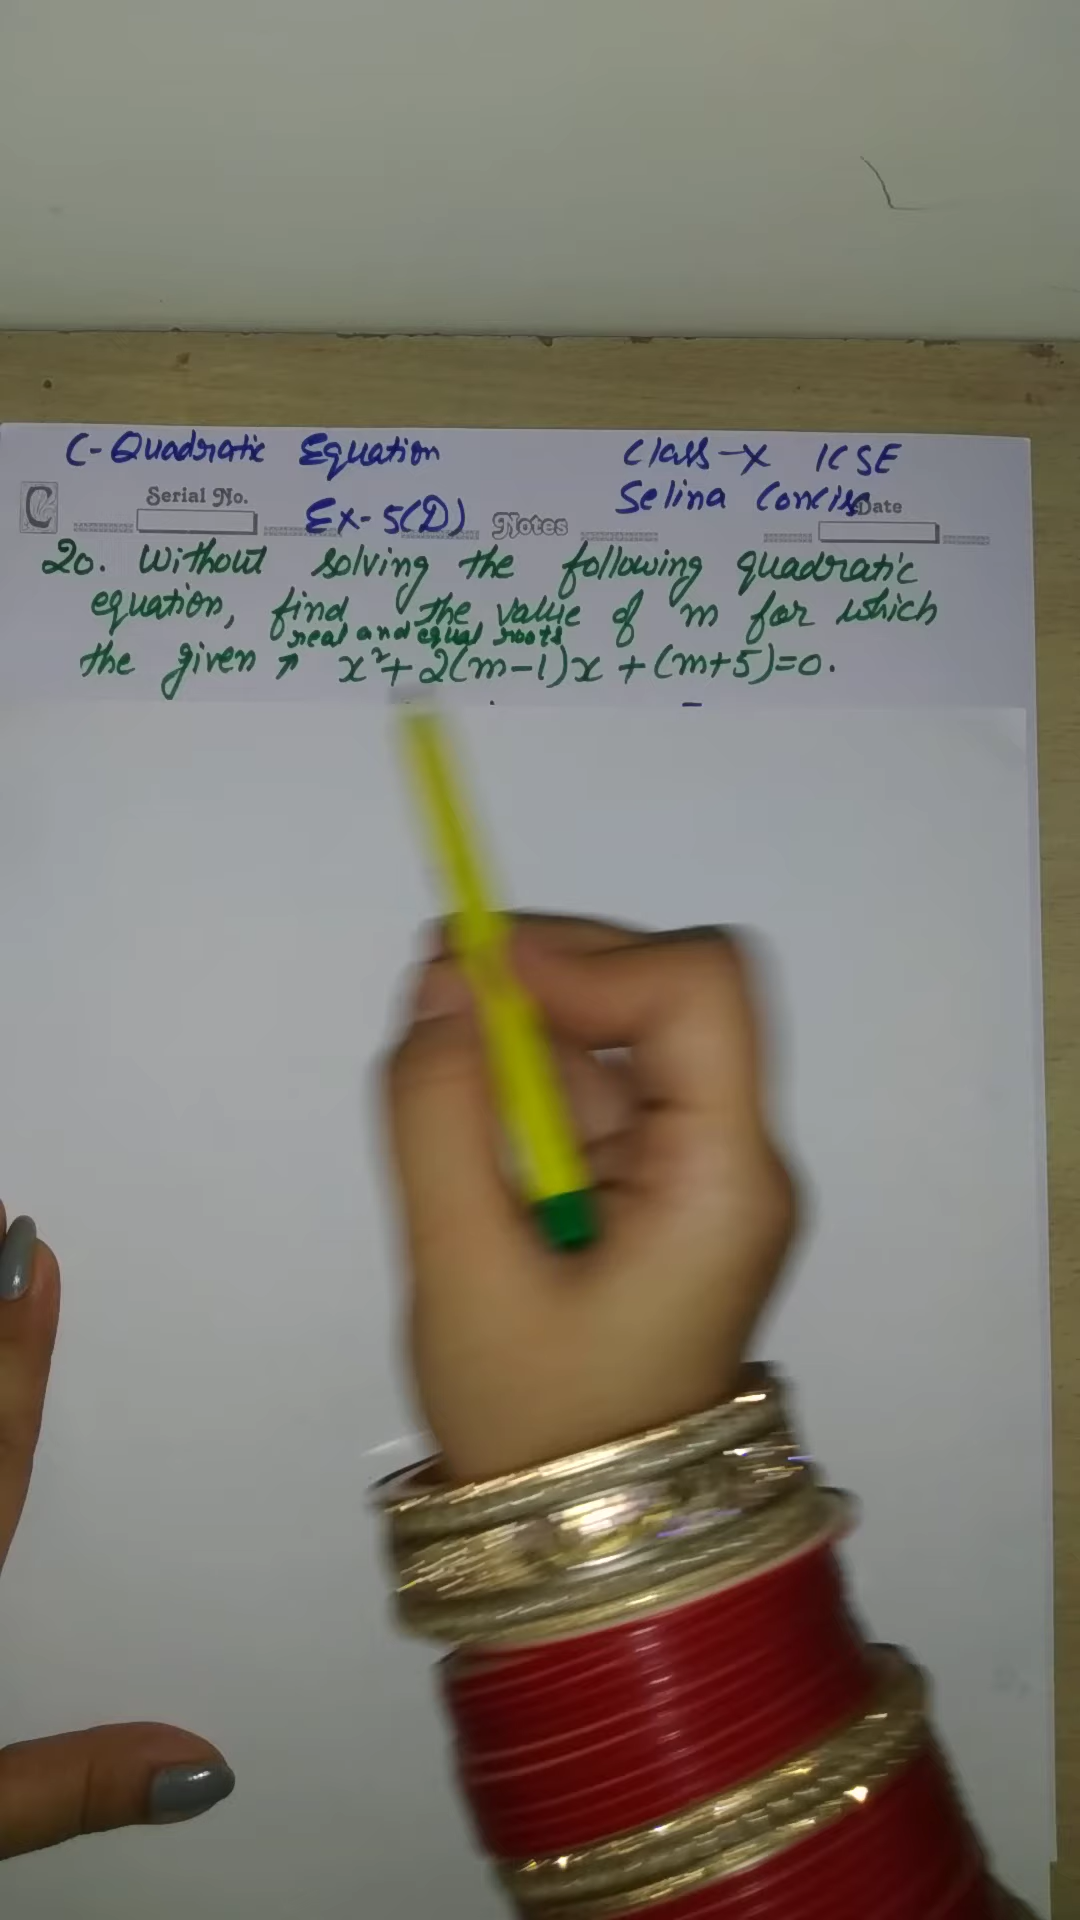 C-Quadratic Equation Class-X ICSE
Serial No. Ex-5(D) Notes Selina Concise Date
20. Without solving the following quadratic
equation, find the value of m for which
real and equal roots
the given x²+2(m-1)x+(m+5)=0.